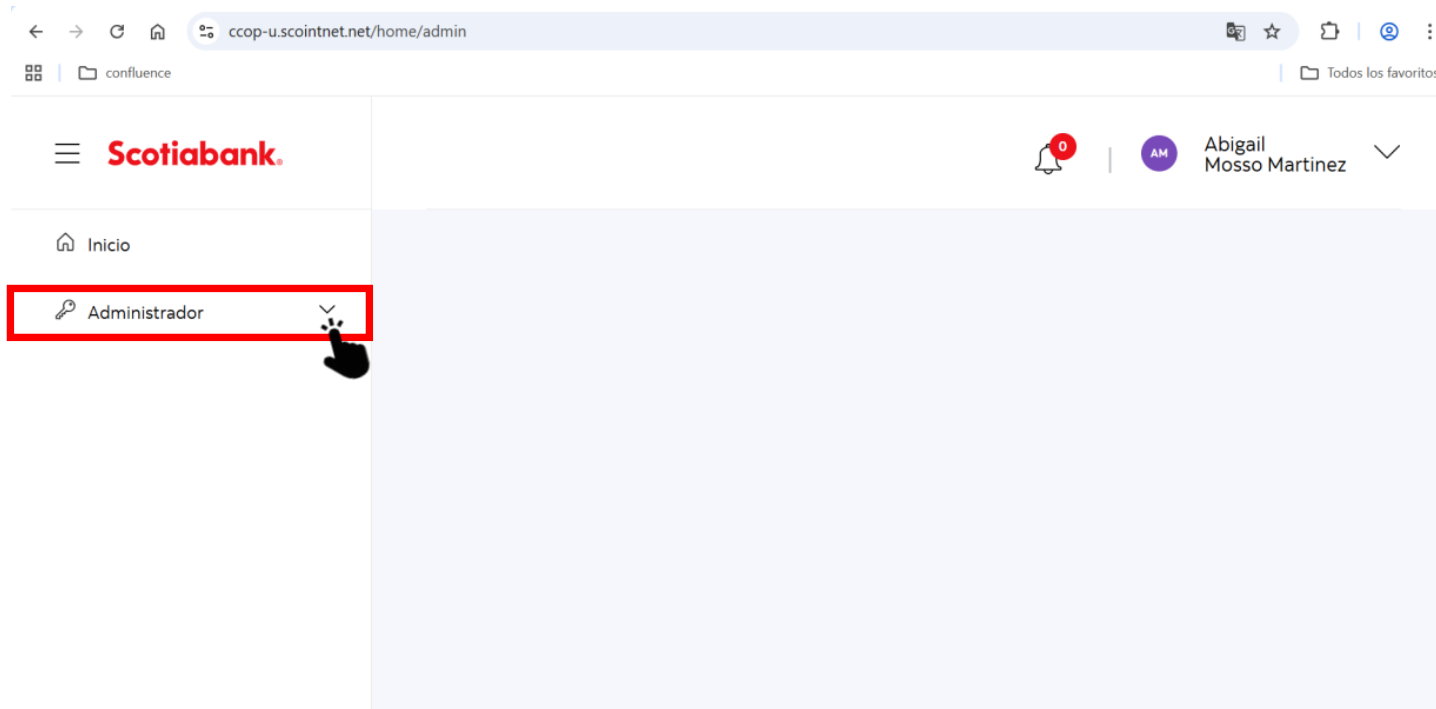 ccop-u.scointnet.net/home/admin
confluence
Todos los favoritos
Scotiabank.
0
AM
Abigail
Mosso Martinez
Inicio
Administrador